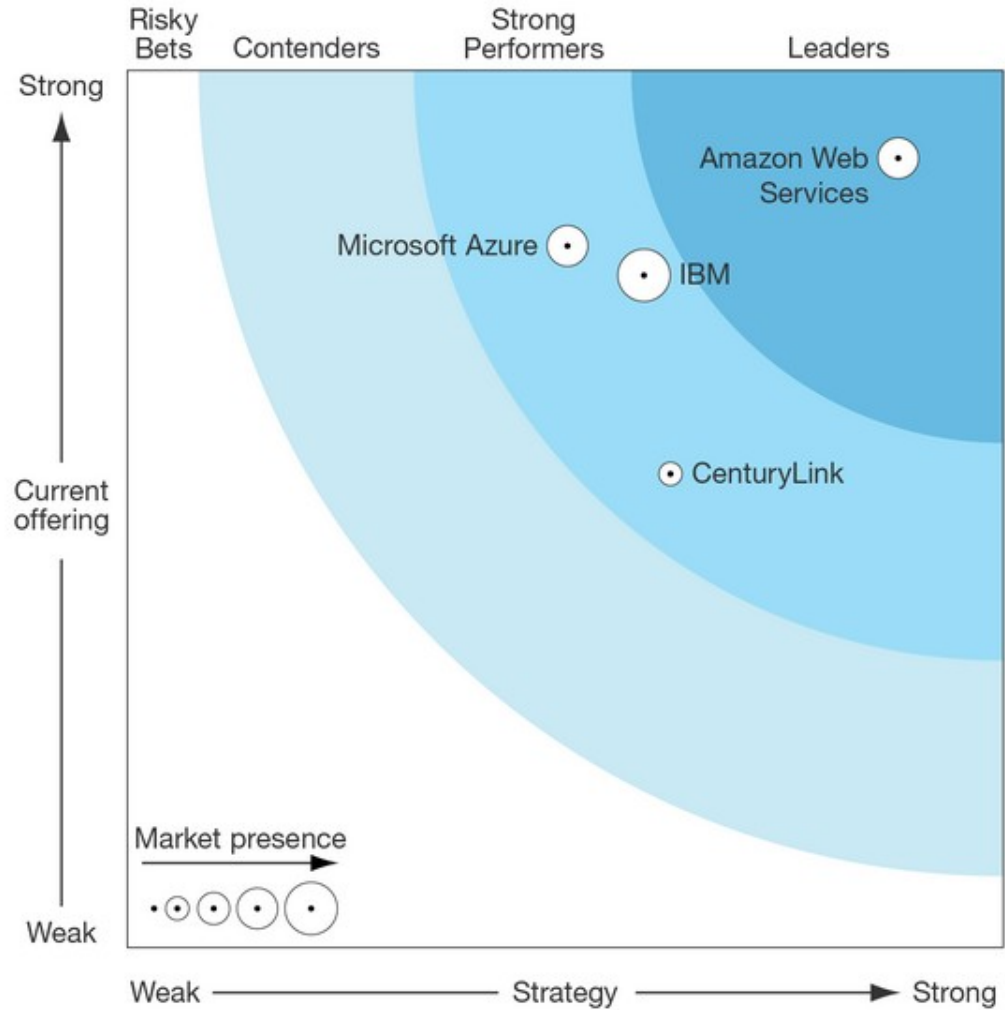 Risky
Bets
Contenders
Strong
Performers
Leaders
Strong
Amazon Web
Services
Microsoft Azure
IBM
CenturyLink
Current
offering
Market presence
Weak
Weak
Strategy
Strong